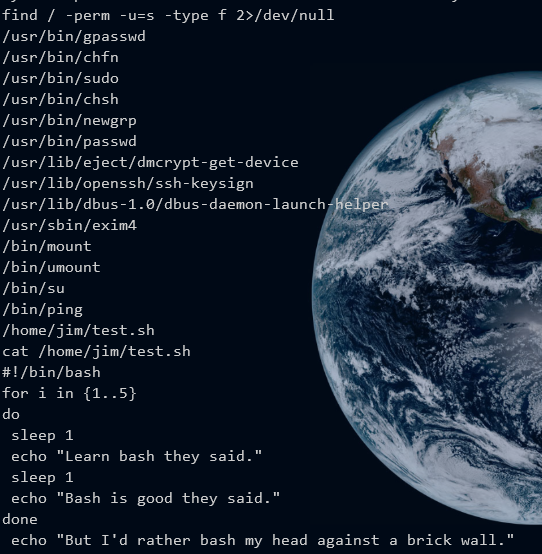 find / -perm -u=s -type f 2>/dev/null
/usr/bin/gpasswd
/usr/bin/chfn
/usr/bin/sudo
/usr/bin/chsh
/usr/bin/newgrp
/usr/bin/passwd
/usr/lib/eject/dmcrypt-get-device
/usr/lib/openssh/ssh-keysign
/usr/lib/dbus-1.0/dbus-daemon-launch-helper
/usr/sbin/exim4
/bin/mount
/bin/umount
/bin/su
/bin/ping
/home/jim/test.sh
cat /home/jim/test.sh
#!/bin/bash
for i in {1..5}
do
 sleep 1
 echo "Learn bash they said."
 sleep 1
 echo "Bash is good they said."
done
 echo "But I'd rather bash my head against a brick wall."